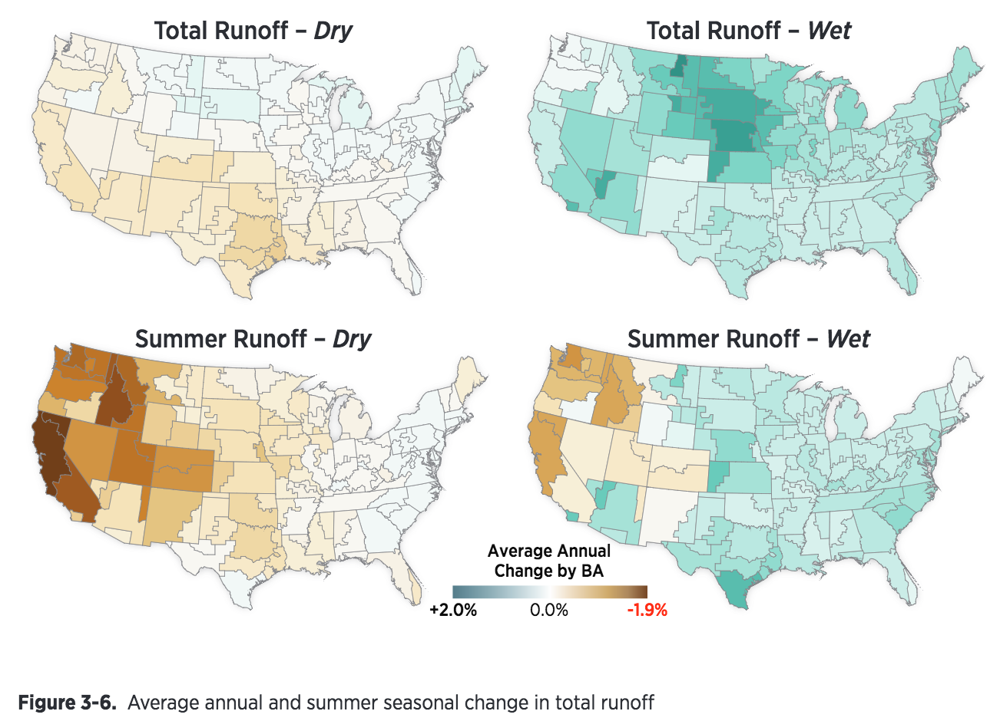 Total Runoff – Dry
Total Runoff – Wet
Summer Runoff – Dry
Summer Runoff – Wet
Average Annual
Change by BA
+2.0%
0.0%
-1.9%
Figure 3-6. Average annual and summer seasonal change in total runoff